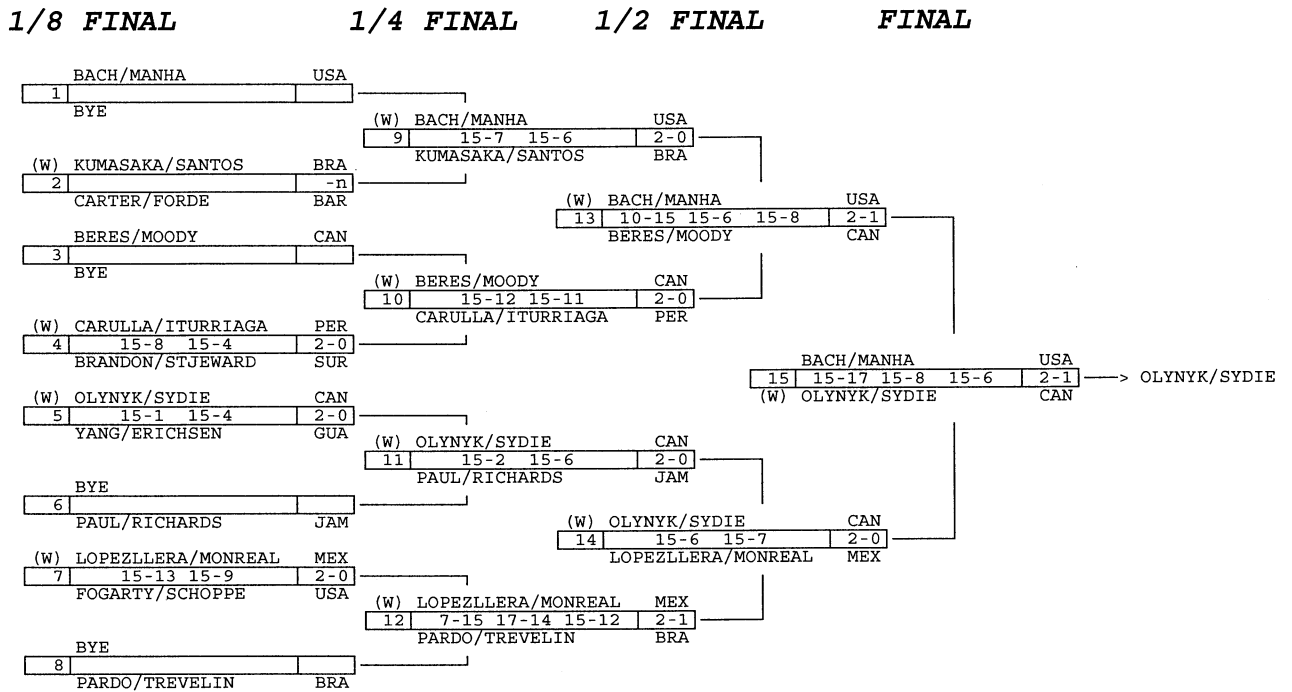 1/8 FINAL 1/4 FINAL 1/2 FINAL FINAL
BACH/MANHA USA
1
BYE
(W) KUMASAKA/SANTOS BRA
2 -n
CARTER/FORDE BAR
BERES/MOODY CAN
3
BYE
(W) CARULLA/ITURRIAGA PER
4 15-8 15-4 2-0
BRANDON/STJEWARD SUR
(W) OLYNYK/SYDIE CAN
5 15-1 15-4 2-0
YANG/ERICHSEN GUA
BYE
6
PAUL/RICHARDS JAM
(W) LOPEZLLERA/MONREAL MEX
7 15-13 15-9 2-0
FOGARTY/SCHOPPE USA
BYE
8
PARDO/TREVELIN BRA
(W) BACH/MANHA USA
9 15-7 15-6 2-0
KUMASAKA/SANTOS BRA
(W) BERES/MOODY CAN
10 15-12 15-11 2-0
CARULLA/ITURRIAGA PER
(W) OLYNYK/SYDIE CAN
11 15-2 15-6 2-0
PAUL/RICHARDS JAM
(W) LOPEZLLERA/MONREAL MEX
12 7-15 17-14 15-12 2-1
PARDO/TREVELIN BRA
(W) BACH/MANHA USA
13 10-15 15-6 15-8 2-1
BERES/MOODY CAN
(W) OLYNYK/SYDIE CAN
14 15-6 15-7 2-0
LOPEZLLERA/MONREAL MEX
BACH/MANHA USA
15 15-17 15-8 15-6 2-1 > OLYNYK/SYDIE
(W) OLYNYK/SYDIE CAN